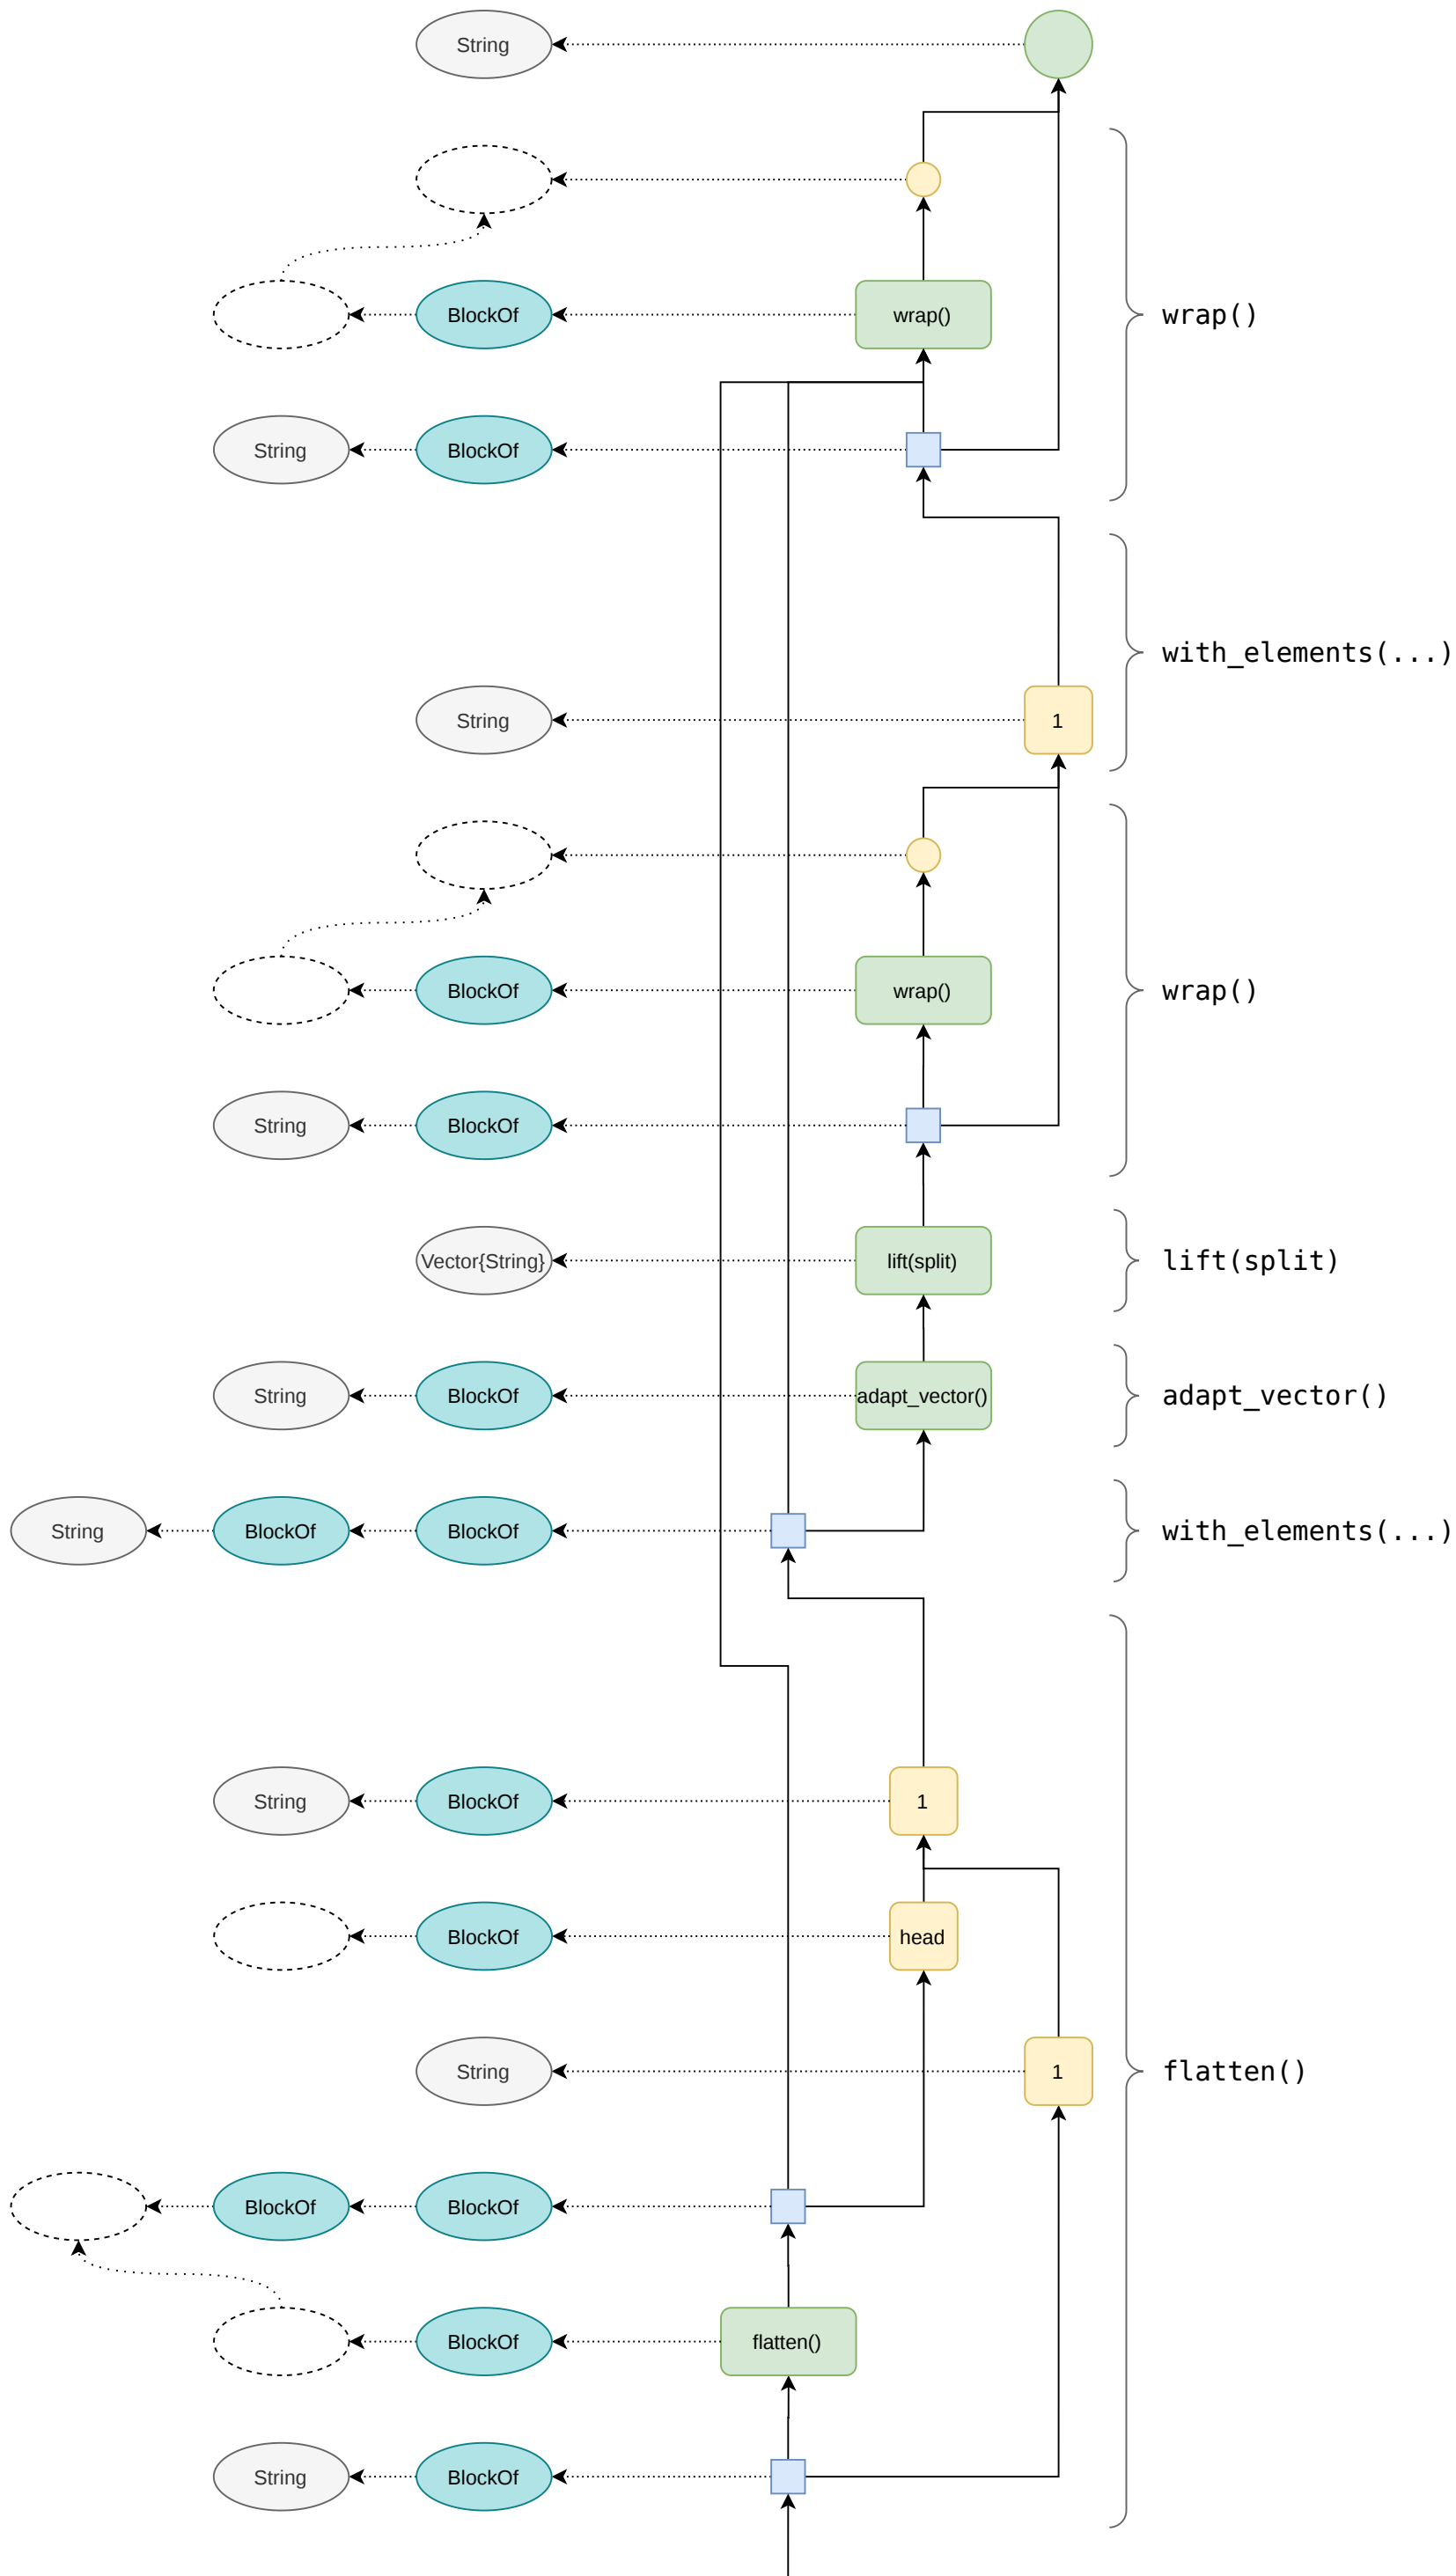 String
BlockOf
wrap()
wrap()
String
BlockOf
with_elements(...)
String
1
BlockOf
wrap()
wrap()
String
BlockOf
Vector{String}
lift(split)
lift(split)
String
BlockOf
adapt_vector()
adapt_vector()
String
BlockOf
BlockOf
with_elements(...)
String
BlockOf
1
BlockOf
head
String
1
flatten()
BlockOf
BlockOf
BlockOf
flatten()
String
BlockOf